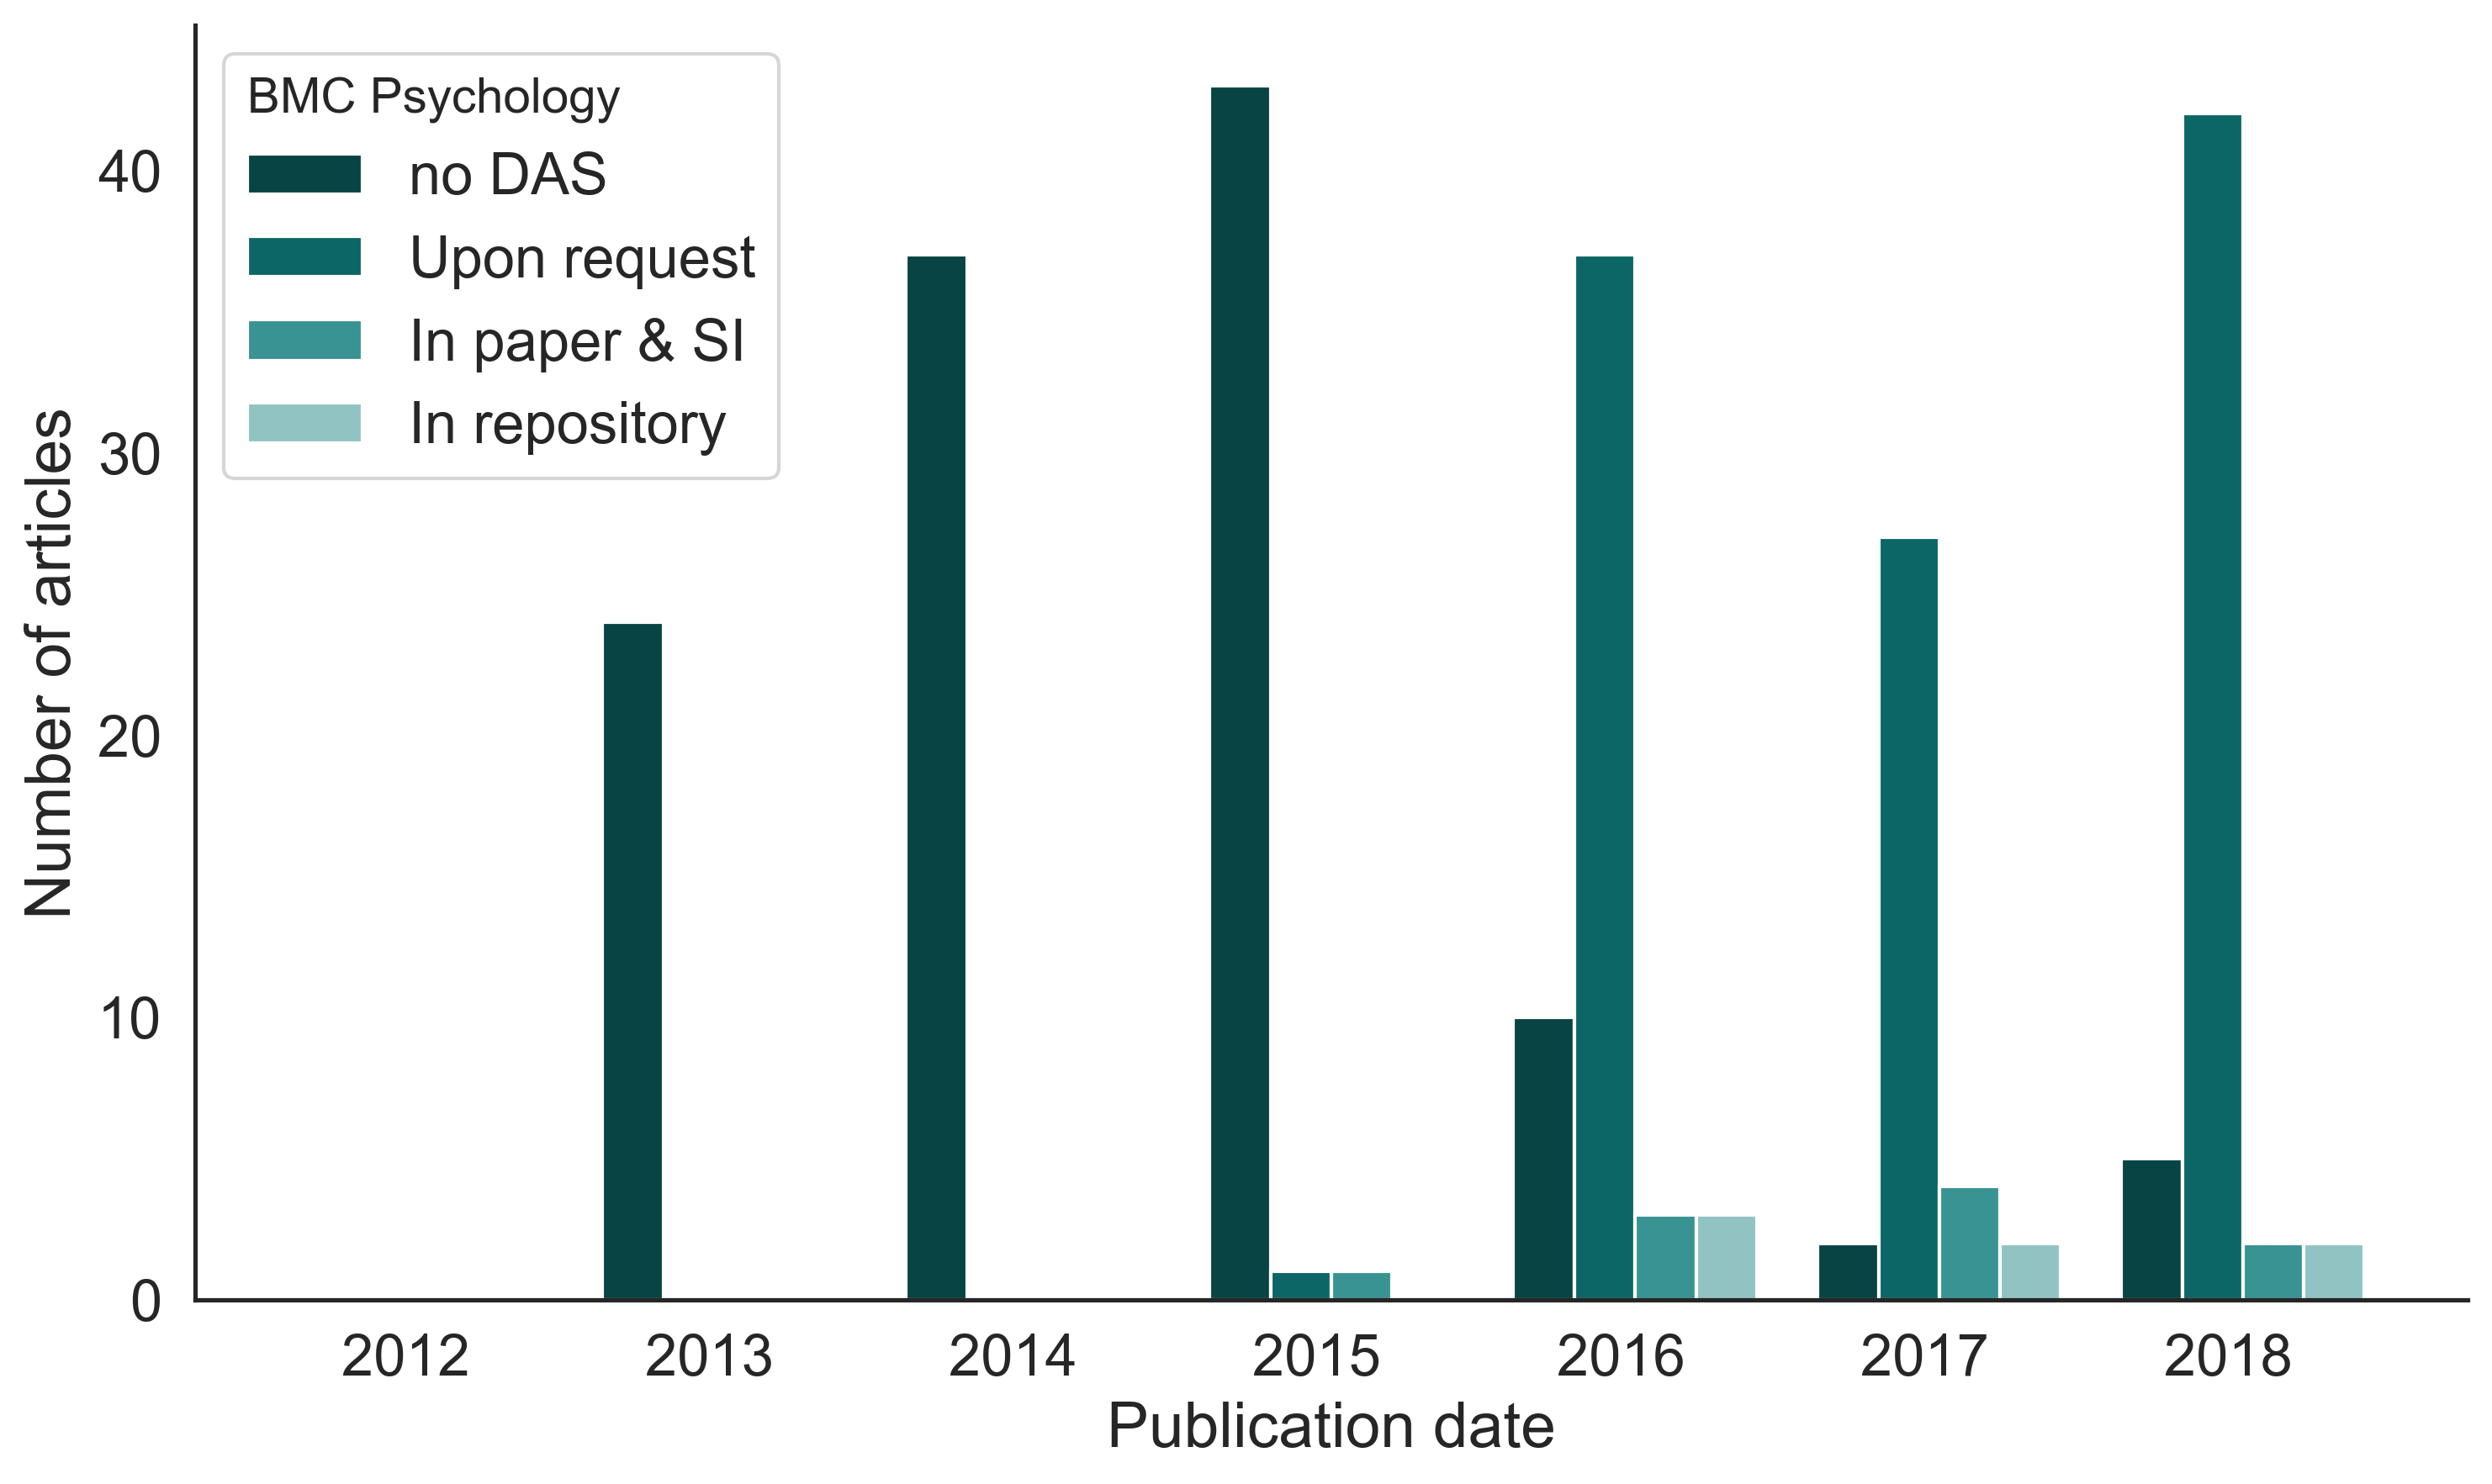 BMC Psychology
no DAS
Upon request
In paper & SI
In repository
Number of articles
40
30
20
10
0
2012 2013 2014 2015 2016 2017 2018
Publication date